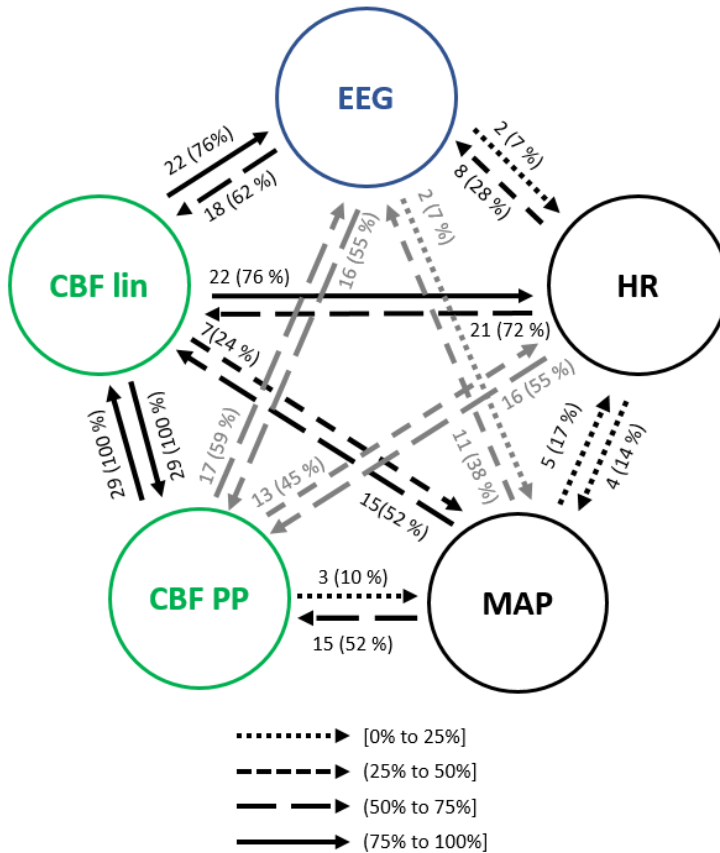 EEG
22 (76%)
18 (62 %)
2 (7 %)
8 (28 %)
16 (55 %)
2 (7 %)
CBF lin
HR
22 (76 %)
21 (72 %)
7(24 %)
16 (55 %)
29 (100 %)
29 (100 %)
17 (59 %)
13 (45 %)
11 (38 %)
15(52 %)
5 (17 %)
4 (14 %)
CBF PP
MAP
3 (10 %)
15 (52 %)
[0% to 25%]
(25% to 50%]
(50% to 75%]
(75% to 100%]